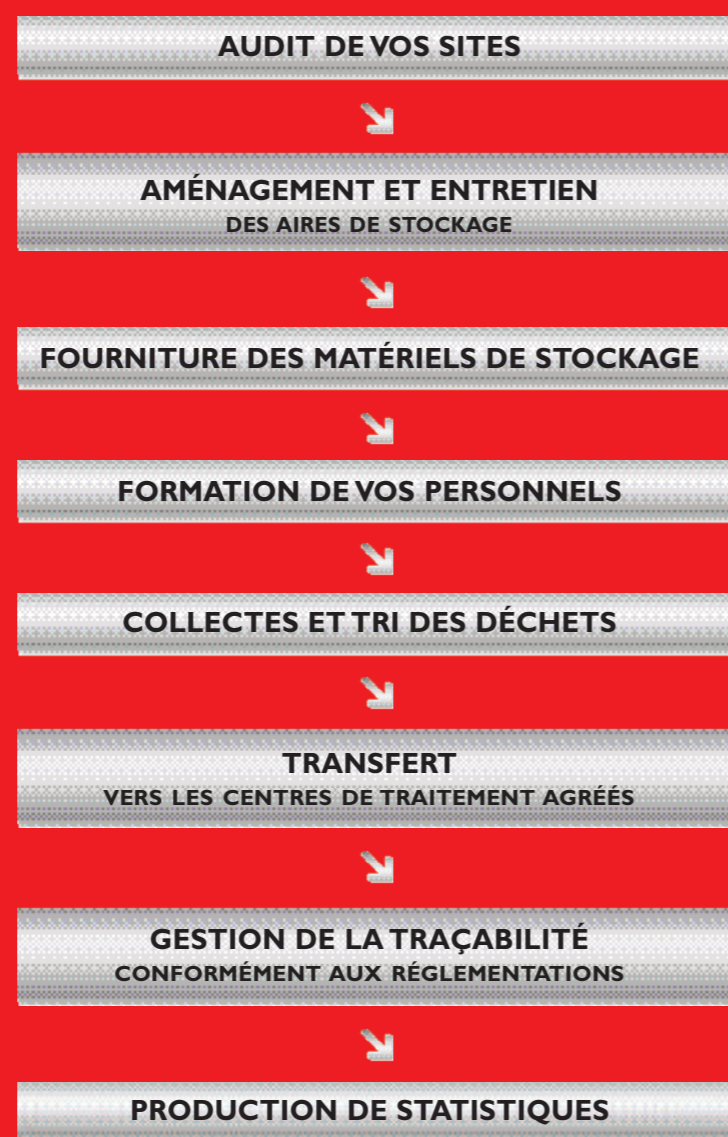 AUDIT DE VOS SITES
AMÉNAGEMENT ET ENTRETIEN
DES AIRES DE STOCKAGE
FOURNITURE DES MATÉRIELS DE STOCKAGE
FORMATION DE VOS PERSONNELS
COLLECTES ET TRI DES DÉCHETS
TRANSFERT
VERS LES CENTRES DE TRAITEMENT AGRÉÉS
GESTION DE LA TRAÇABILITÉ
CONFORMÉMENT AUX RÉGLEMENTATIONS
PRODUCTION DE STATISTIQUES